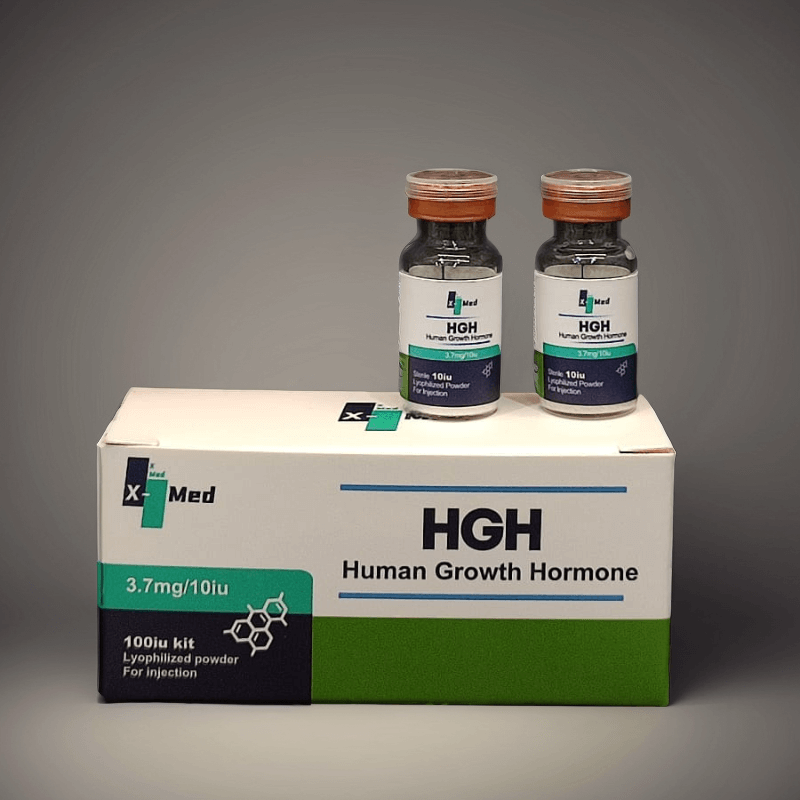 X- Med
HGH
Human Growth Hormone
3.7mg/10iu
Sterile 10iu
Lyophilized Powder
For Injection
X- Med
HGH
Human Growth Hormone
3.7mg/10iu
Sterile 10iu
Lyophilized Powder
For Injection
X-
X
Med
X- Med
HGH
Human Growth Hormone
3.7mg/10iu
100iu kit
Lyophilized powder
For injection